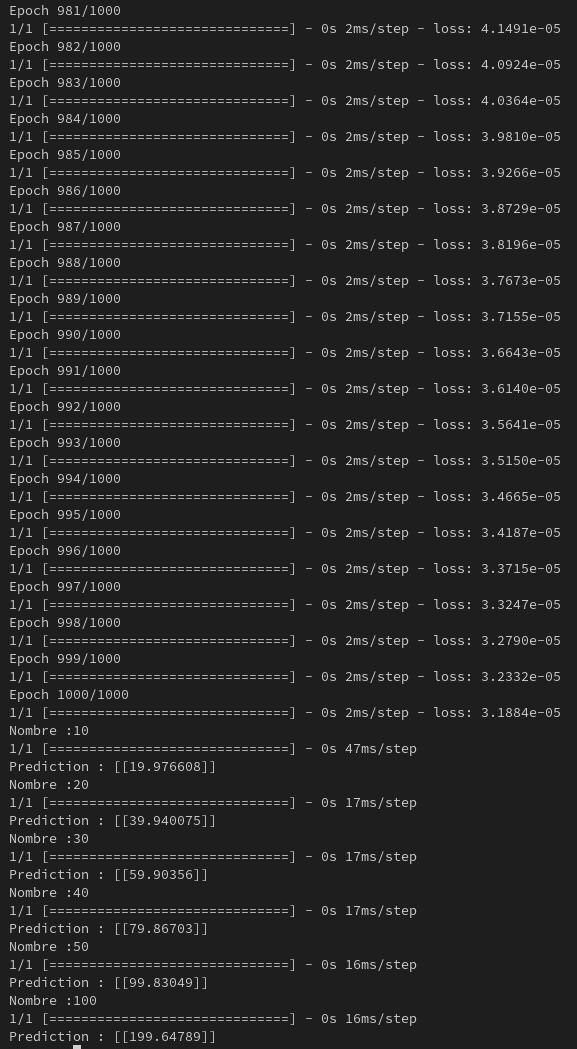 Epoch 981/1000
1/1 [==============================] - 0s 2ms/step - loss: 4.1491e-05
Epoch 982/1000
1/1 [==============================] - 0s 2ms/step - loss: 4.0924e-05
Epoch 983/1000
1/1 [==============================] - 0s 2ms/step - loss: 4.0364e-05
Epoch 984/1000
1/1 [==============================] - 0s 2ms/step - loss: 3.9810e-05
Epoch 985/1000
1/1 [==============================] - 0s 2ms/step - loss: 3.9266e-05
Epoch 986/1000
1/1 [==============================] - 0s 2ms/step - loss: 3.8729e-05
Epoch 987/1000
1/1 [==============================] - 0s 2ms/step - loss: 3.8196e-05
Epoch 988/1000
1/1 [==============================] - 0s 2ms/step - loss: 3.7673e-05
Epoch 989/1000
1/1 [==============================] - 0s 2ms/step - loss: 3.7155e-05
Epoch 990/1000
1/1 [==============================] - 0s 2ms/step - loss: 3.6643e-05
Epoch 991/1000
1/1 [==============================] - 0s 2ms/step - loss: 3.6140e-05
Epoch 992/1000
1/1 [==============================] - 0s 2ms/step - loss: 3.5641e-05
Epoch 993/1000
1/1 [==============================] - 0s 2ms/step - loss: 3.5150e-05
Epoch 994/1000
1/1 [==============================] - 0s 2ms/step - loss: 3.4665e-05
Epoch 995/1000
1/1 [==============================] - 0s 2ms/step - loss: 3.4187e-05
Epoch 996/1000
1/1 [==============================] - 0s 2ms/step - loss: 3.3715e-05
Epoch 997/1000
1/1 [==============================] - 0s 2ms/step - loss: 3.3247e-05
Epoch 998/1000
1/1 [==============================] - 0s 2ms/step - loss: 3.2790e-05
Epoch 999/1000
1/1 [==============================] - 0s 2ms/step - loss: 3.2332e-05
Epoch 1000/1000
1/1 [==============================] - 0s 2ms/step - loss: 3.1884e-05
Nombre :10
1/1 [==============================] - 0s 47ms/step
Prediction : [[19.976608]]
Nombre :20
1/1 [==============================] - 0s 17ms/step
Prediction : [[39.940075]]
Nombre :30
1/1 [==============================] - 0s 17ms/step
Prediction : [[59.90356]]
Nombre :40
1/1 [==============================] - 0s 17ms/step
Prediction : [[79.86703]]
Nombre :50
1/1 [==============================] - 0s 16ms/step
Prediction : [[99.83049]]
Nombre :100
1/1 [==============================] - 0s 16ms/step
Prediction : [[199.64789]]